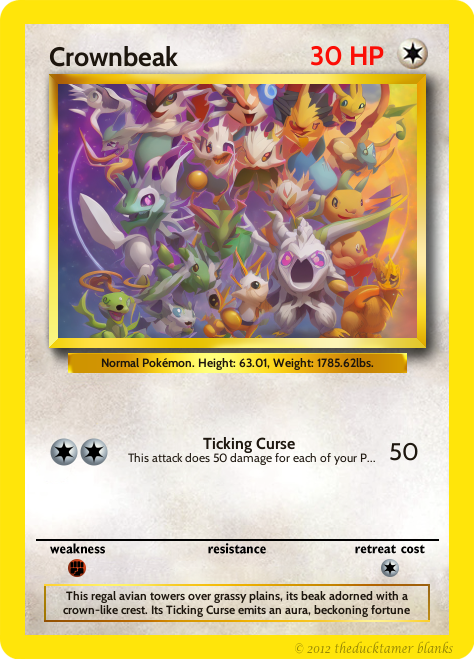 Crownbeak 30 HP
Normal Pokémon. Height: 63.01, Weight: 1785.62lbs.
Ticking Curse
This attack does 50 damage for each of your P... 50
weakness resistance retreat cost
This regal avian towers over grassy plains, its beak adorned with a
crown-like crest. Its Ticking Curse emits an aura, beckoning fortune
© 2012 theducktamer blanks